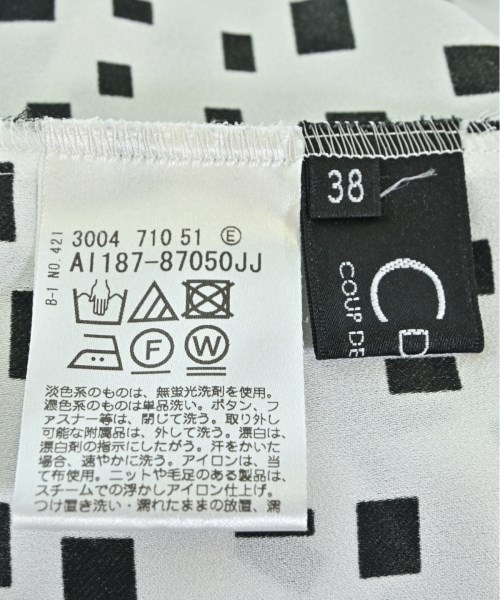 B-1 NO.421
3004 710 51 Ⓔ
AI187-87050JJ
F
W
淡色系のものは、無蛍光洗剤を使用。
濃色系のものは単品洗い。ボタン、フ
ァスナー等は、閉じて洗う。取り外し
可能な附属品は、外して洗う。漂白は、
漂白剤の指示にしたがう。汗をかいた
場合、速やかに洗う。アイロンは、当
て布使用。ニットや毛足のある製品は、
スチームでの浮かしアイロン仕上げ。
つけ置き洗い・濡れたままの放置、濡
38
CD
COUP DE